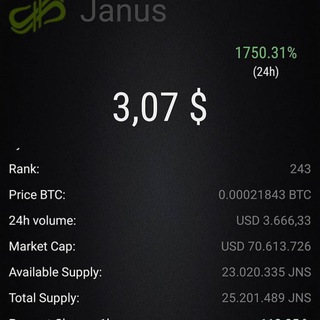 Janus
1750.31%
(24h)
3,07 $
Rank: 243
Price BTC: 0.00021843 BTC
24h volume: USD 3.666,33
Market Cap: USD 70.613.726
Available Supply: 23.020.335 JNS
Total Supply: 25.201.489 JNS